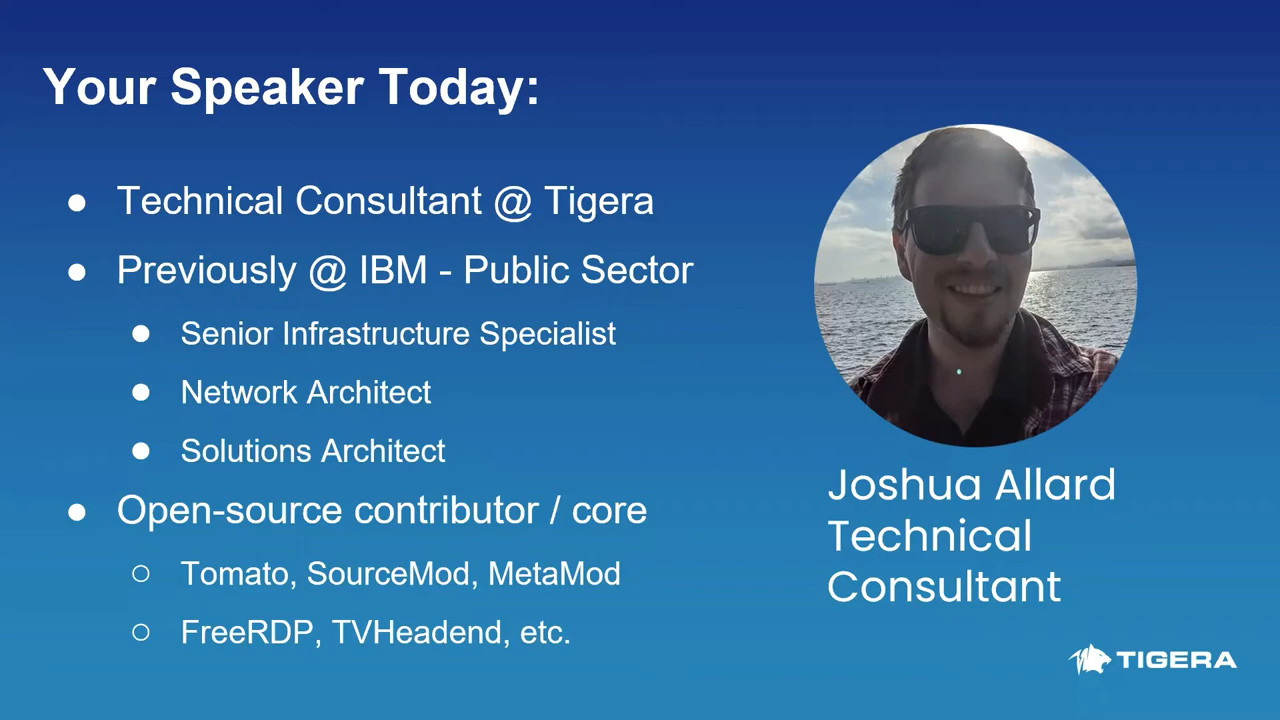 Your Speaker Today:
● Technical Consultant @ Tigera
● Previously @ IBM - Public Sector
● Senior Infrastructure Specialist
● Network Architect
● Solutions Architect
● Open-source contributor / core
○ Tomato, SourceMod, MetaMod
○ FreeRDP, TVHeadend, etc.
Joshua Allard
Technical
Consultant
TIGERA